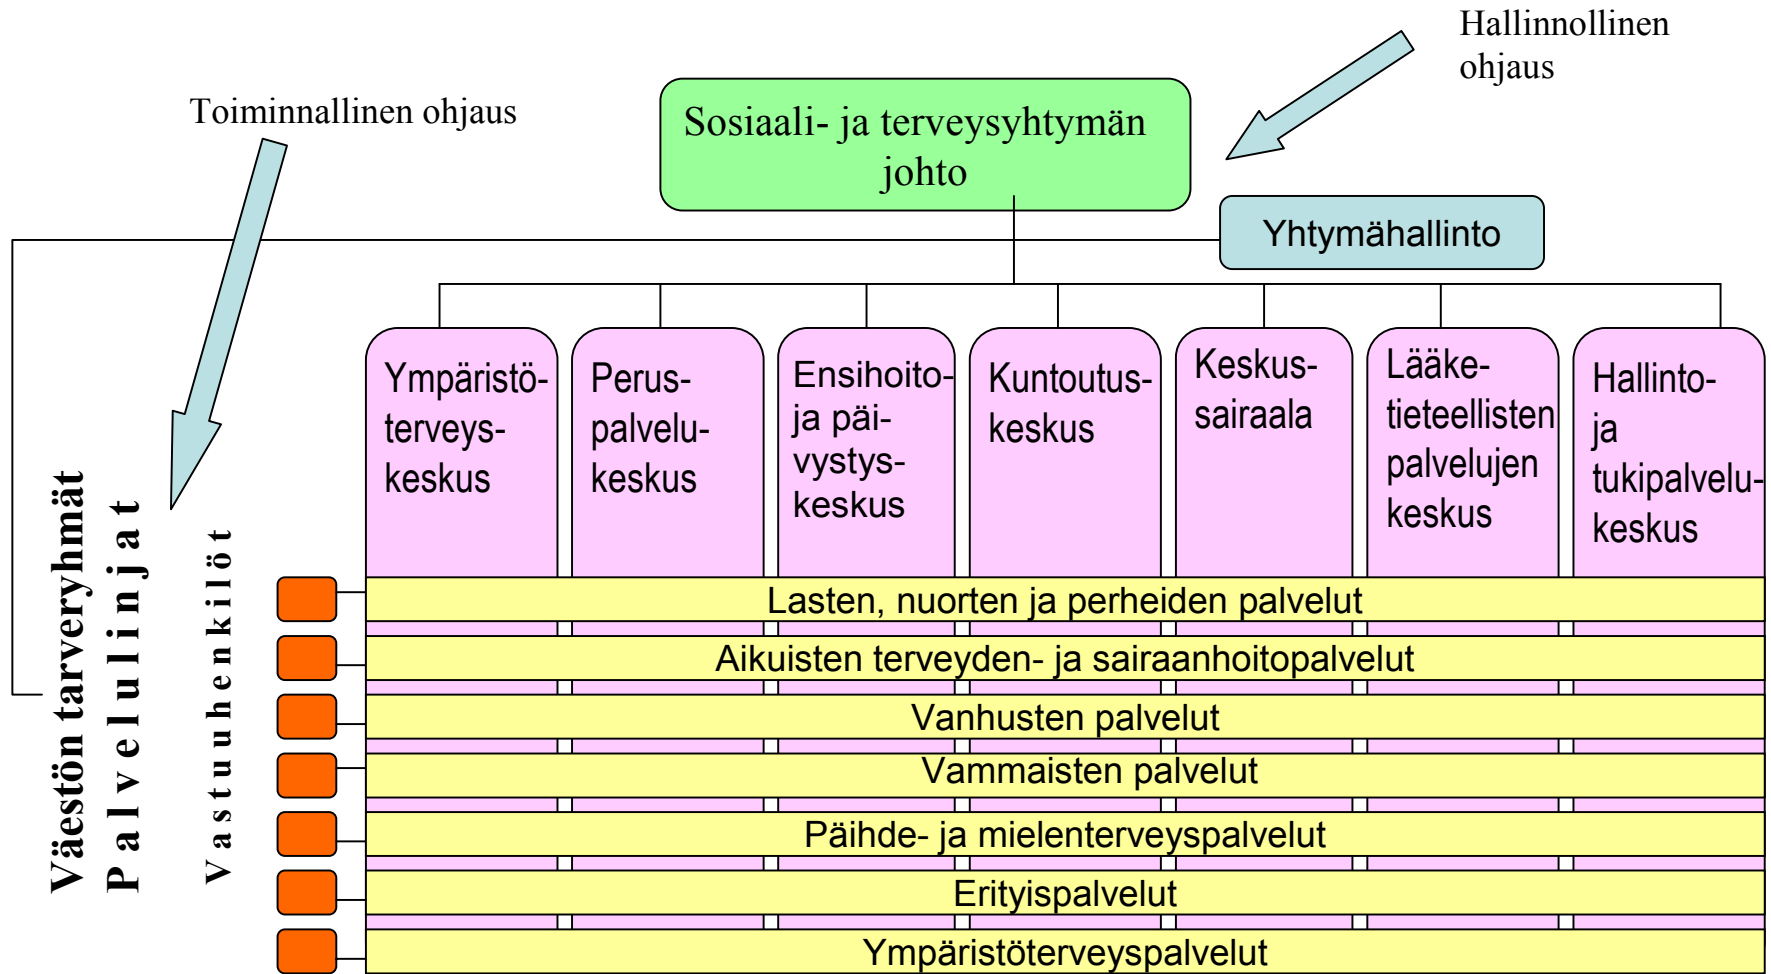 Hallinnollinen
ohjaus
Toiminnallinen ohjaus
Sosiaali- ja terveysyhtymän
johto
Yhtymähallinto
Ympäristö-
terveys-
keskus
Perus-
palvelu-
keskus
Ensihoito-
ja päi-
vystys-
keskus
Kuntoutus-
keskus
Keskus-
sairaala
Lääke-
tieteellisten
palvelujen
keskus
Hallinto-
ja
tukipalvelu-
keskus
Väestön tarveryhmät
Palvelulinjat
Vastuuhenkilöt
Lasten, nuorten ja perheiden palvelut
Aikuisten terveyden- ja sairaanhoitopalvelut
Vanhusten palvelut
Vammaisten palvelut
Päihde- ja mielenterveyspalvelut
Erityispalvelut
Ympäristöterveyspalvelut